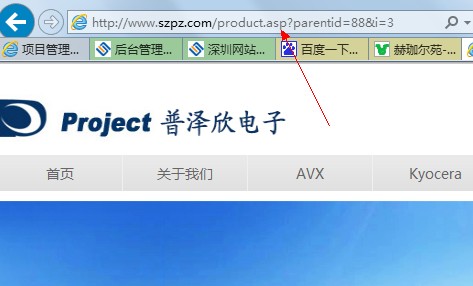 http://www.szpz.com/product.asp?parentid=88&i=3
项目管理... 后台管理... 深圳网站... 百度一下... 赫珈尔苑-...
Project 普泽欣电子
首页 关于我们 AVX Kyocera